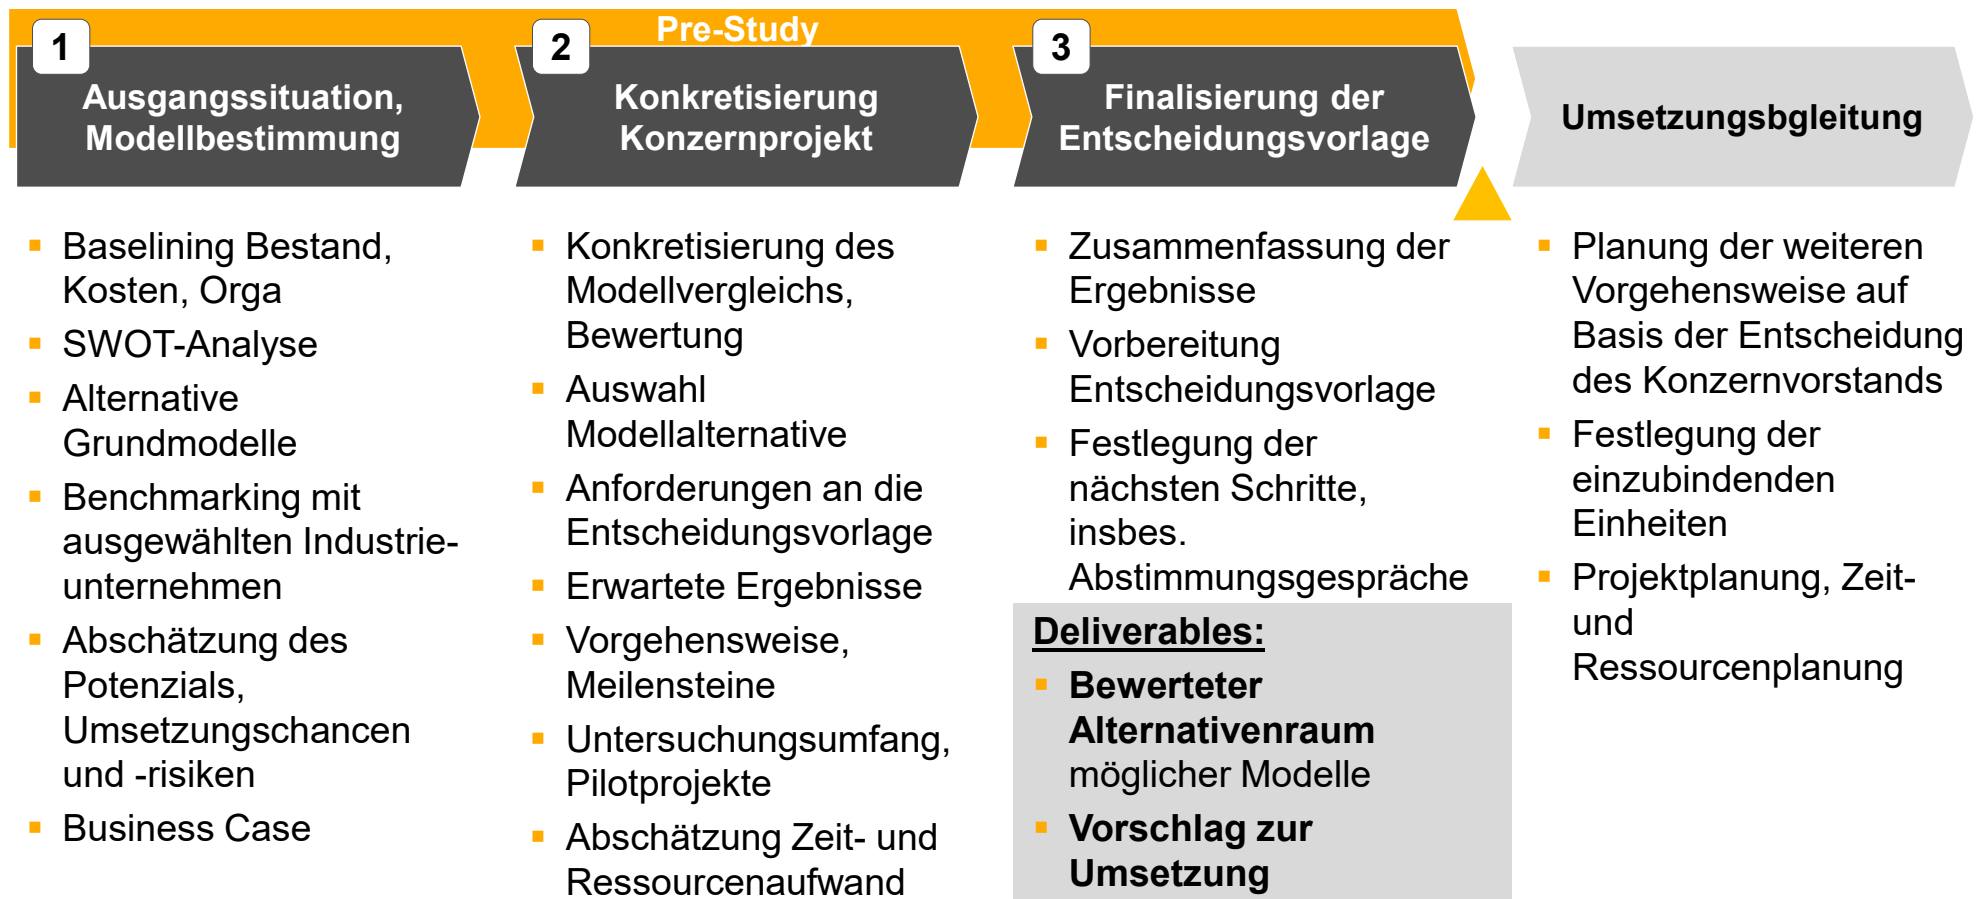 Pre-Study
1
Ausgangssituation,
Modellbestimmung
2
Konkretisierung
Konzernprojekt
3
Finalisierung der
Entscheidungsvorlage
Umsetzungsbgleitung
Baselining Bestand,
Kosten, Orga
SWOT-Analyse
Alternative
Grundmodelle
Benchmarking mit
ausgewählten Industrie-
unternehmen
Abschätzung des
Potenzials,
Umsetzungschancen
und -risiken
Business Case
Konkretisierung des
Modellvergleichs,
Bewertung
Auswahl
Modellalternative
Anforderungen an die
Entscheidungsvorlage
Erwartete Ergebnisse
Vorgehensweise,
Meilensteine
Untersuchungsumfang,
Pilotprojekte
Abschätzung Zeit- und
Ressourcenaufwand
Zusammenfassung der
Ergebnisse
Vorbereitung
Entscheidungsvorlage
Festlegung der
nächsten Schritte,
insbes.
Abstimmungsgespräche
Deliverables:
Bewerteter
Alternativenraum
möglicher Modelle
Vorschlag zur
Umsetzung
Planung der weiteren
Vorgehensweise auf
Basis der Entscheidung
des Konzernvorstands
Festlegung der
einzubindenden
Einheiten
Projektplanung, Zeit-
und
Ressourcenplanung